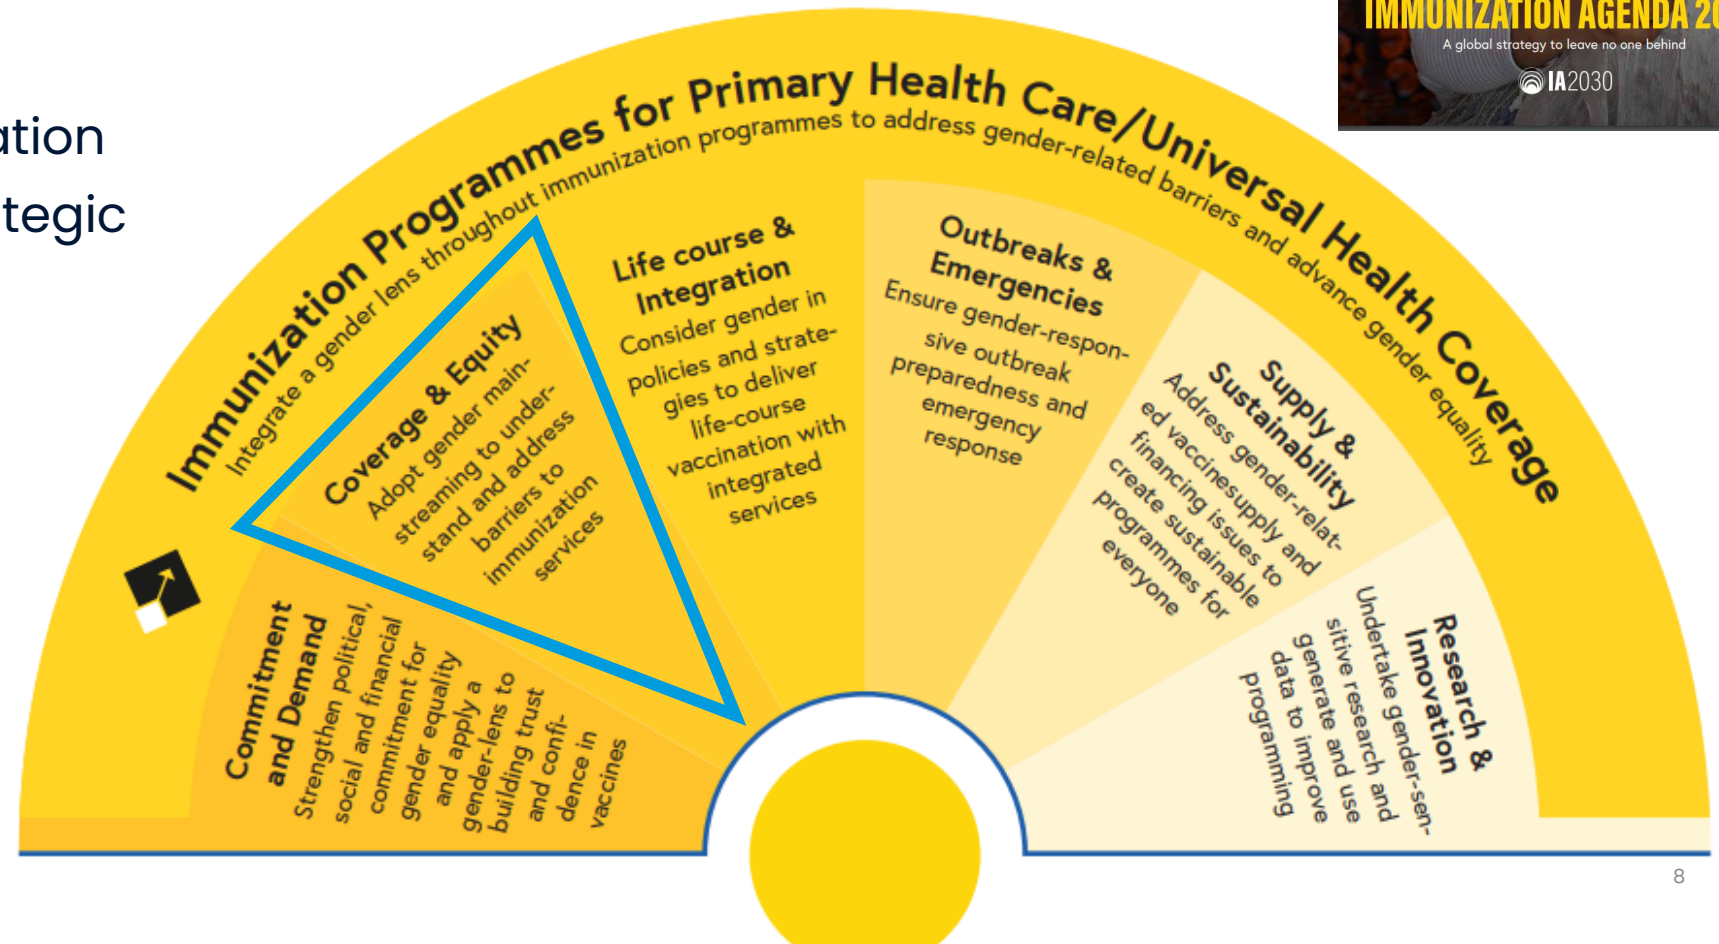 ation
tegic
IMMUNIZATION AGENDA 20
A global strategy to leave no one behind
IA2030
Immunization Programmes for Primary Health Care/Universal Health Coverage
Integrate a gender lens throughout immunization programmes to address gender-related barriers and advance gender equality
Commitment
and Demand
Strengthen political,
social and financial
commitment for
gender equality
and apply a
gender-lens to
building trust
and confi-
dence in
vaccines
Coverage & Equity
Adopt gender main-
streaming to under-
stand and address
barriers to
immunization
services
Life course &
Integration
Consider gender in
policies and strate-
gies to deliver
life-course
vaccination with
integrated
services
Outbreaks &
Emergencies
Ensure gender-respon-
sive outbreak
preparedness and
emergency
response
Supply &
Sustainability
Address gender-relat-
ed vaccinesupply and
financing issues to
create sustainable
programmes for
everyone
Research &
Innovation
Undertake gender-sen-
sitive research and
generate and use
data to improve
programming
8